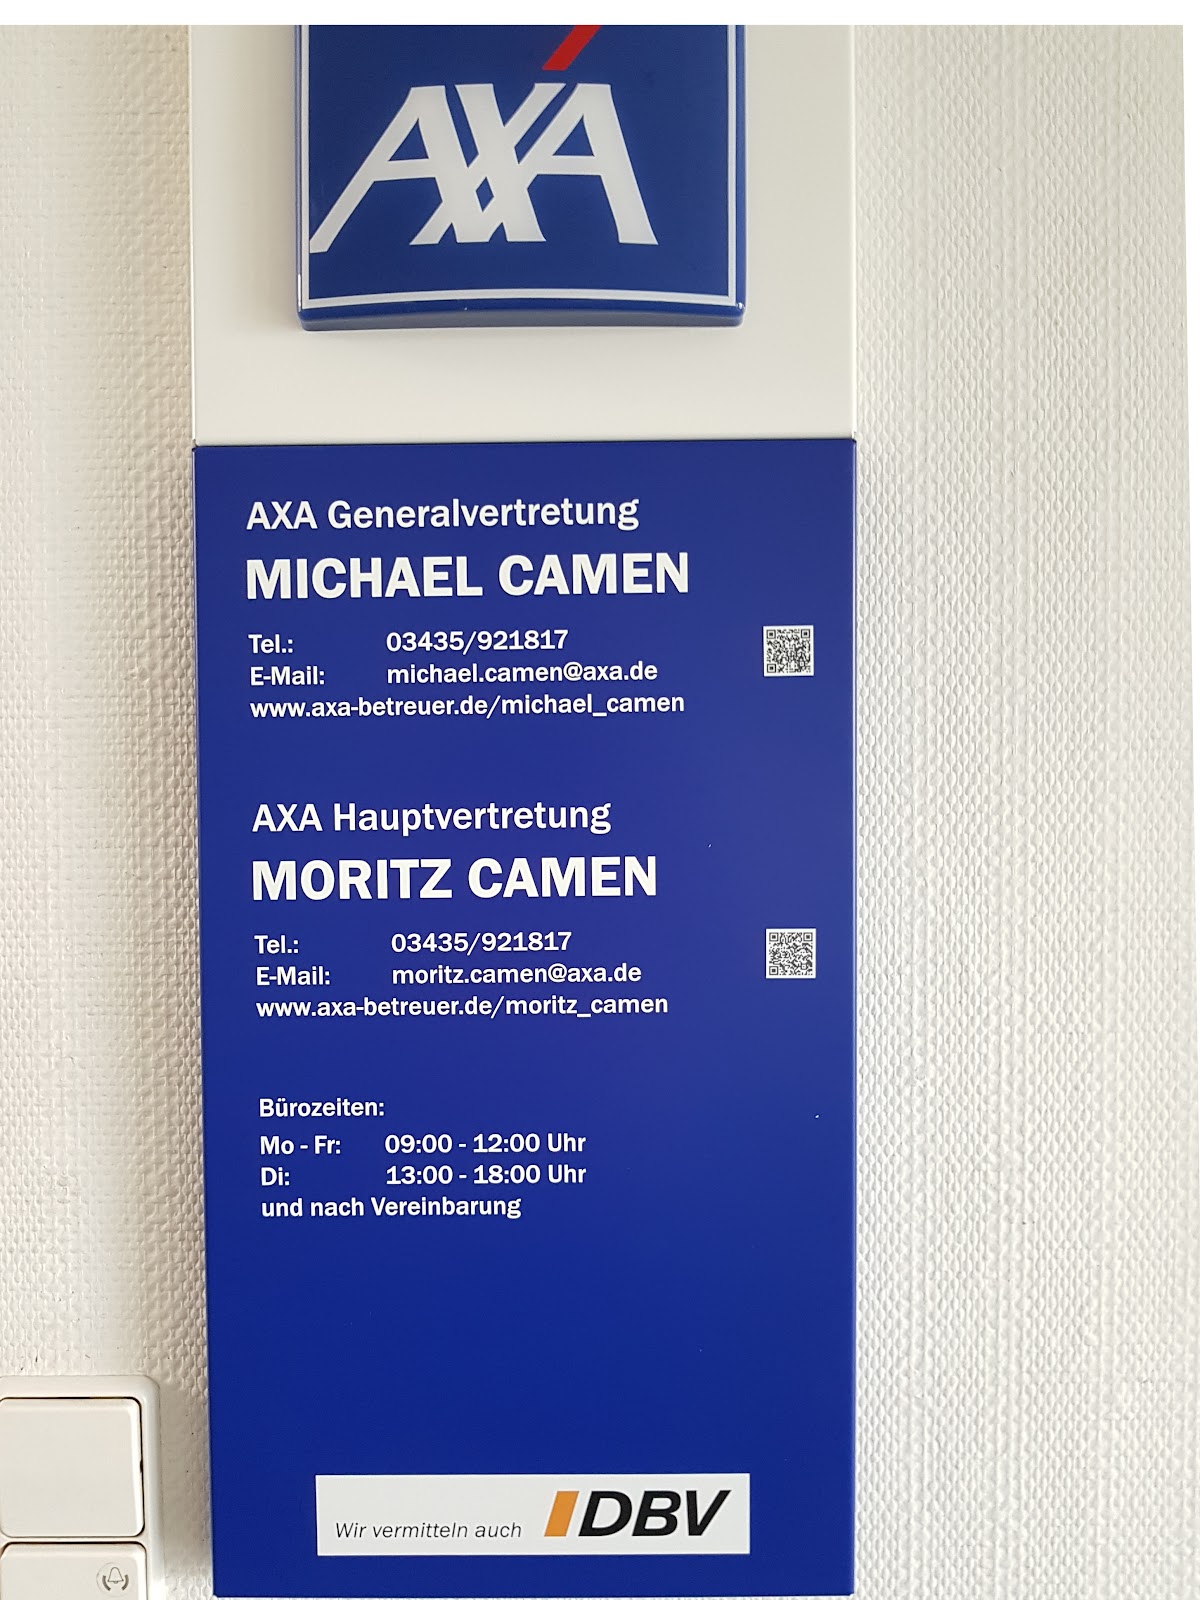 AXA
AXA Generalvertretung
MICHAEL CAMEN
Tel.: 03435/921817
E-Mail: michael.camen@axa.de
www.axa-betreuer.de/michael_camen
AXA Hauptvertretung
MORITZ CAMEN
Tel.: 03435/921817
E-Mail: moritz.camen@axa.de
www.axa-betreuer.de/moritz_camen
Bürozeiten:
Mo - Fr: 09:00 - 12:00 Uhr
Di: 13:00 - 18:00 Uhr
und nach Vereinbarung
Wir vermitteln auch DBV